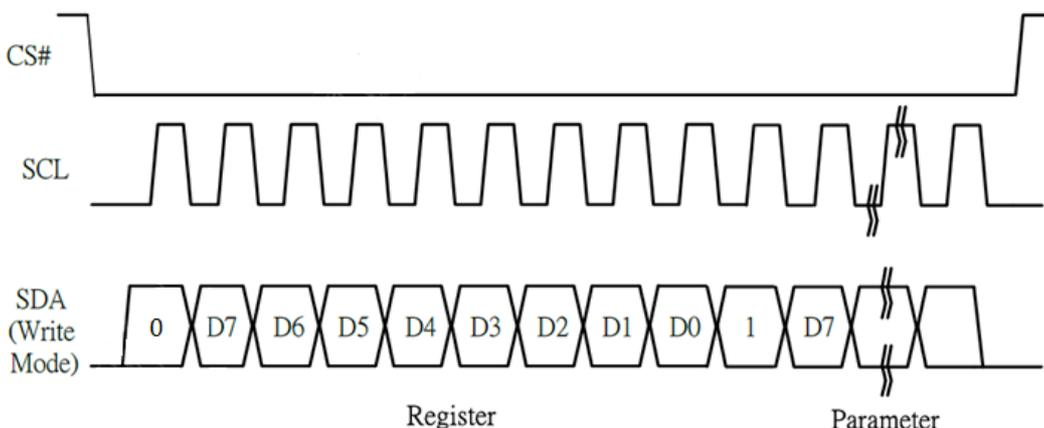 CS#
SCL
SDA
(Write
Mode)
0 D7 D6 D5 D4 D3 D2 D1 D0 1 D7
Register Parameter